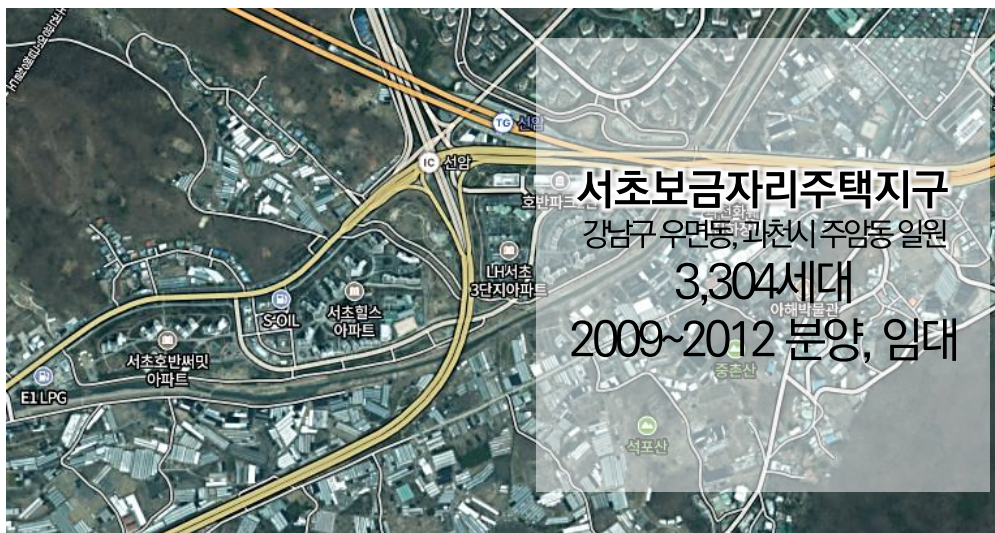 TG 선암
IC 선암
호반파크
서초보금자리주택지구
강남구 우면동, 과천시 주암동 일원
3,304세대
2009~2012 분양, 임대
LH서초
3단지아파트
아해박물관
S-OIL
서초힐스
아파트
서초호반써밋
아파트
중촌산
E1 LPG
석포산